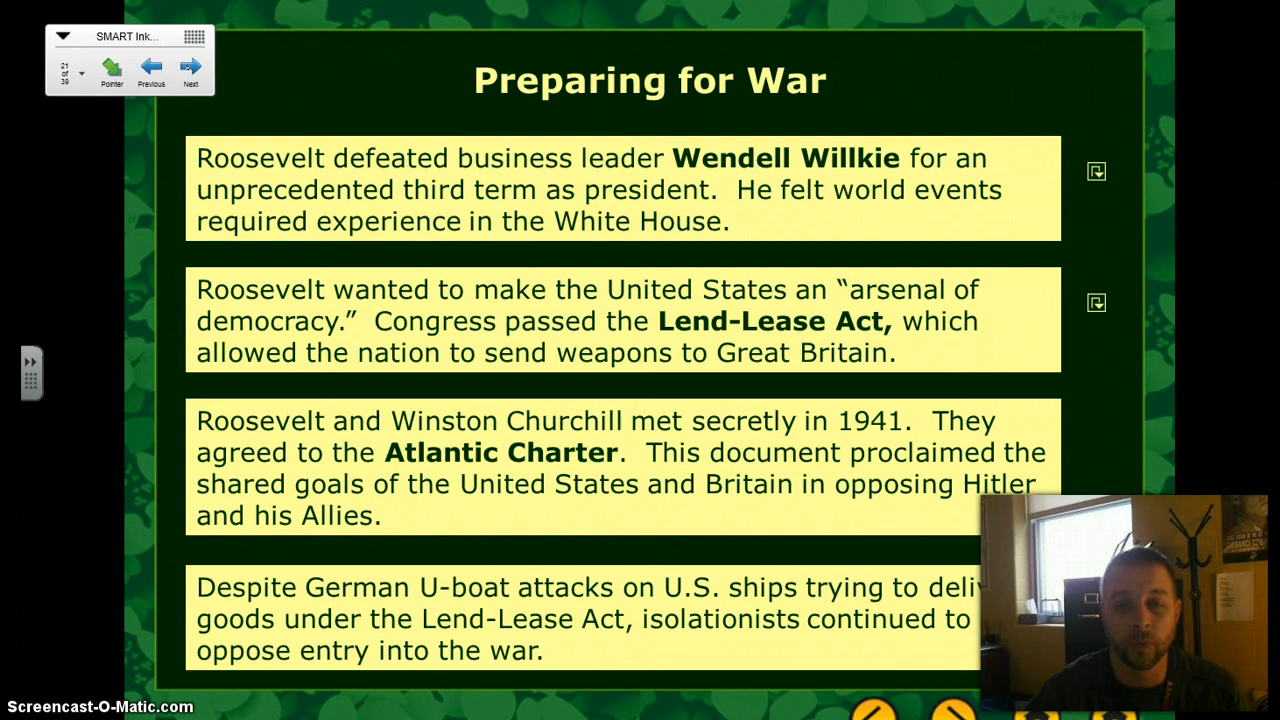 SMART Ink...
21
of
39
Pointer
Previous
Next
Preparing for War
Roosevelt defeated business leader Wendell Willkie for an
unprecedented third term as president.  He felt world events
required experience in the White House.
Roosevelt wanted to make the United States an “arsenal of
democracy.”  Congress passed the Lend-Lease Act, which
allowed the nation to send weapons to Great Britain.
Roosevelt and Winston Churchill met secretly in 1941.  They
agreed to the Atlantic Charter.  This document proclaimed the
shared goals of the United States and Britain in opposing Hitler
and his Allies.
Despite German U-boat attacks on U.S. ships trying to
goods under the Lend-Lease Act, isolationists continued to
oppose entry into the war.
Screencast-O-Matic.com